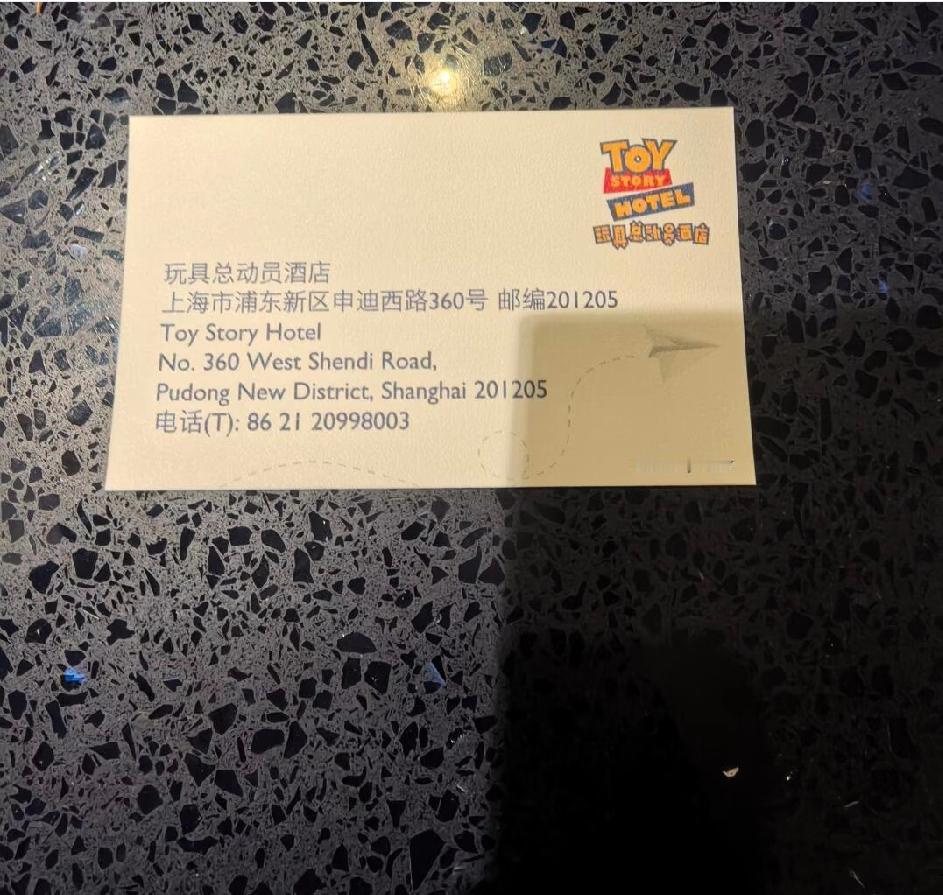 TOY
STORY
HOTEL
玩具总动员酒店
玩具总动员酒店
上海市浦东新区申迪西路360号 邮编201205
Toy Story Hotel
No. 360 West Shendi Road,
Pudong New District, Shanghai 201205
电话(T): 86 21 20998003